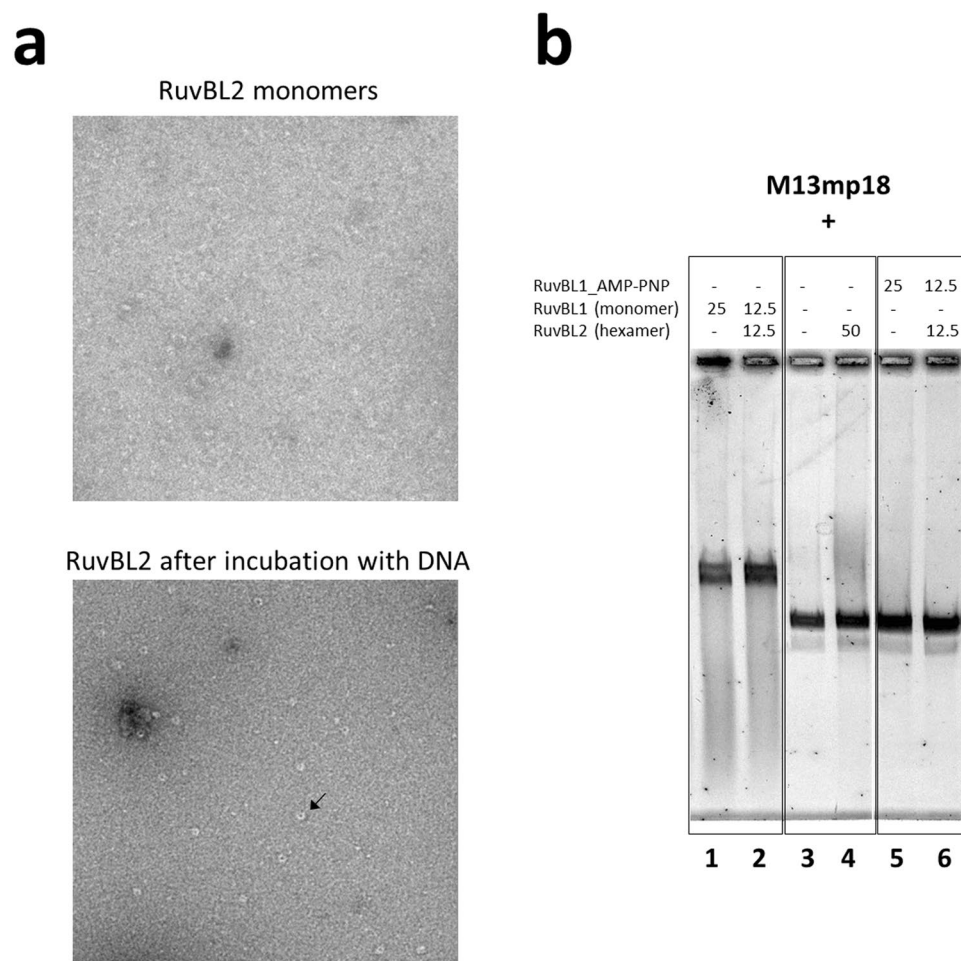 a
RuvBL2 monomers
RuvBL2 after incubation with DNA
b
M13mp18
+
RuvBL1_AMP-PNP - - - - 25 12.5
RuvBL1 (monomer) 25 12.5 - - - -
RuvBL2 (hexamer) - 12.5 - 50 - 12.5
1 2 3 4 5 6